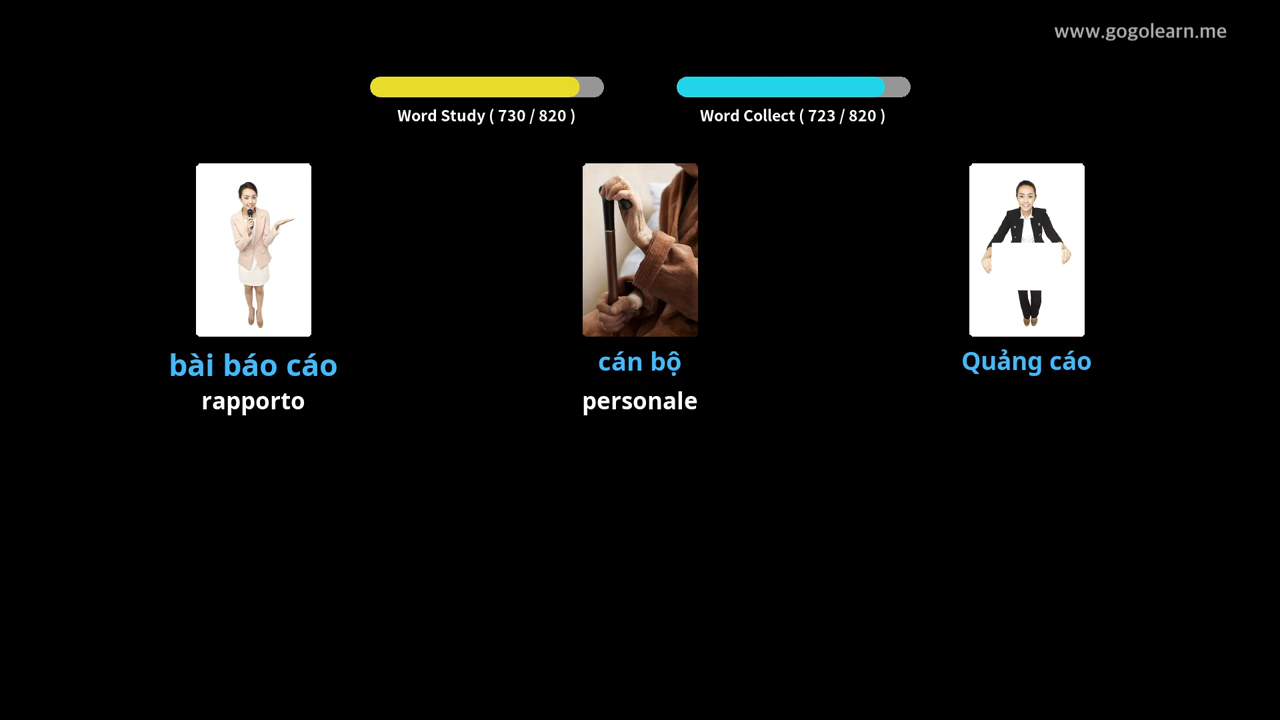 www.gogolearn.me
Word Study ( 730 / 820 )
Word Collect ( 723 / 820 )
bài báo cáo
rapporto
cán bộ
personale
Quảng cáo